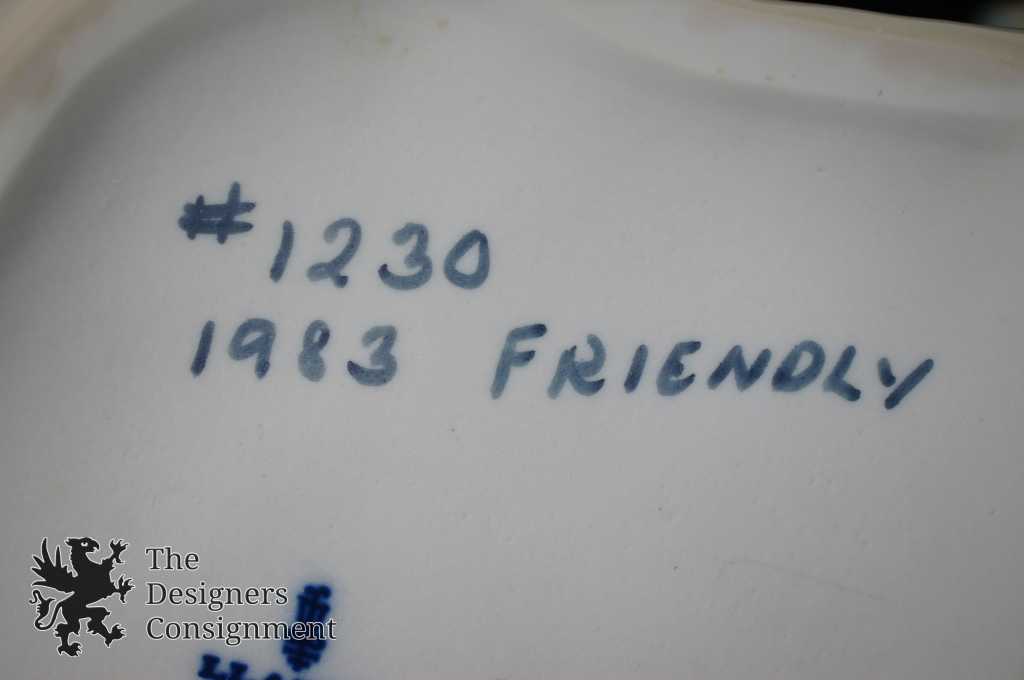 #1230
1983 FRIENDLY
The
Designers
Consignment